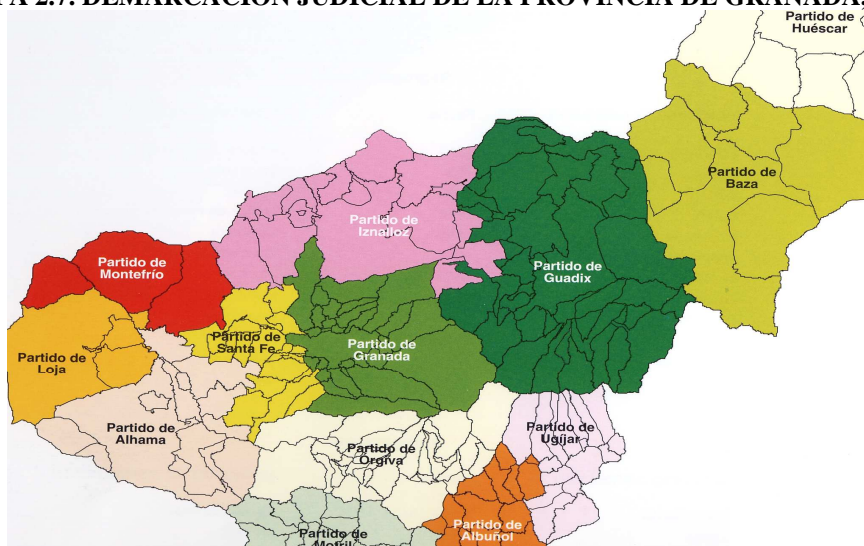 2.7. DEMARCACIÓN JUDICIAL DE LA PROVINCIA DE GRANADA,
Partido de
Huéscar
Partido de
Baza
Partido de
Iznalloz
Partido de
Montefrío
Partido de
Guadix
Partido de
Santa Fe
Partido de
Granada
Partido de
Loja
Partido de
Alhama
Partido de
Ugíjar
Partido de
Orgiva
Partido de
Albuñol
Partido de
Motril